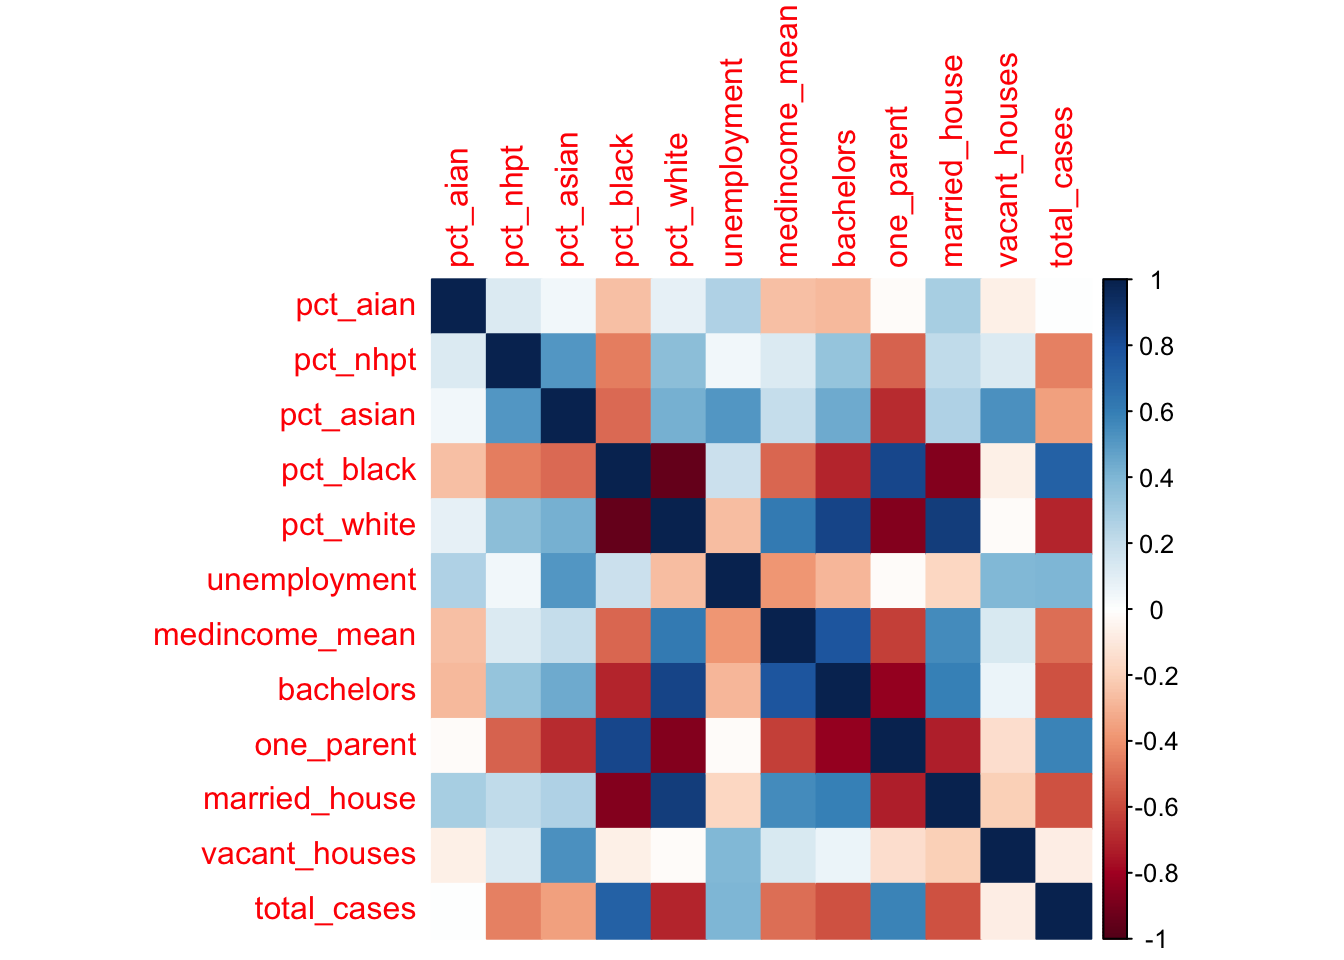 pct_aian
pct_nhpt
pct_asian
pct_black
pct_white
unemployment
medincome_mean
bachelors
one_parent
married_house
vacant_houses
total_cases
pct_aian
pct_nhpt
pct_asian
pct_black
pct_white
unemployment
medincome_mean
bachelors
one_parent
married_house
vacant_houses
total_cases
1
0.8
0.6
0.4
0.2
0
-0.2
-0.4
-0.6
-0.8
-1